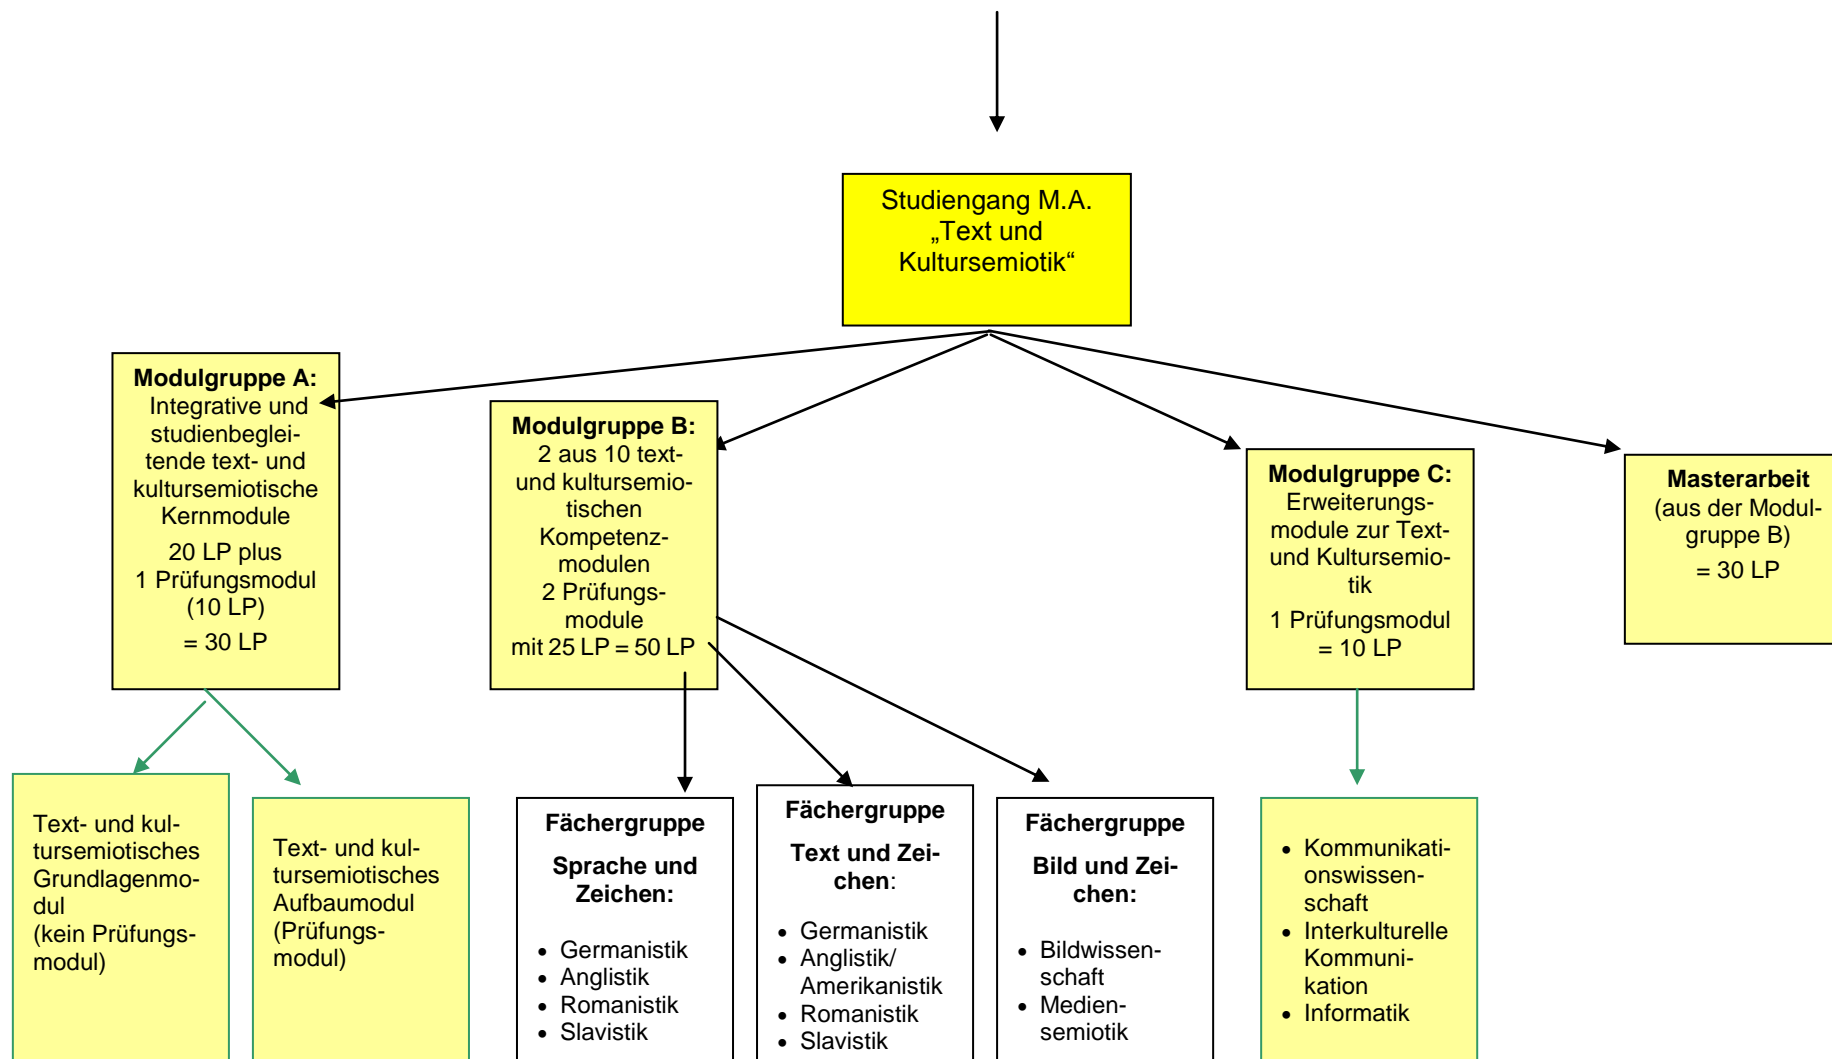 Studiengang M.A.
„Text und
Kultursemiotik“
Modulgruppe A:
Integrative und
studienbeglei-
tende text- und
kultursemiotische
Kernmodule
20 LP plus
1 Prüfungsmodul
(10 LP)
= 30 LP
Modulgruppe B:
2 aus 10 text-
und kultursemio-
tischen
Kompetenz-
modulen
2 Prüfungs-
module
mit 25 LP = 50 LP
Modulgruppe C:
Erweiterungs-
module zur Text-
und Kultursemio-
tik
1 Prüfungsmodul
= 10 LP
Masterarbeit
(aus der Modul-
gruppe B)
= 30 LP
Text- und kul-
tursemiotisches
Grundlagenmo-
dul
(kein Prüfungs-
modul)
Text- und kul-
tursemiotisches
Aufbaumodul
(Prüfungs-
modul)
Fächergruppe
Sprache und
Zeichen:
• Germanistik
• Anglistik
• Romanistik
• Slavistik
Fächergruppe
Text und Zei-
chen:
• Germanistik
• Anglistik/
Amerikanistik
• Romanistik
• Slavistik
Fächergruppe
Bild und Zei-
chen:
• Bildwissen-
schaft
• Medien-
semiotik
• Kommunikati-
onswissen-
schaft
• Interkulturelle
Kommuni-
kation
• Informatik